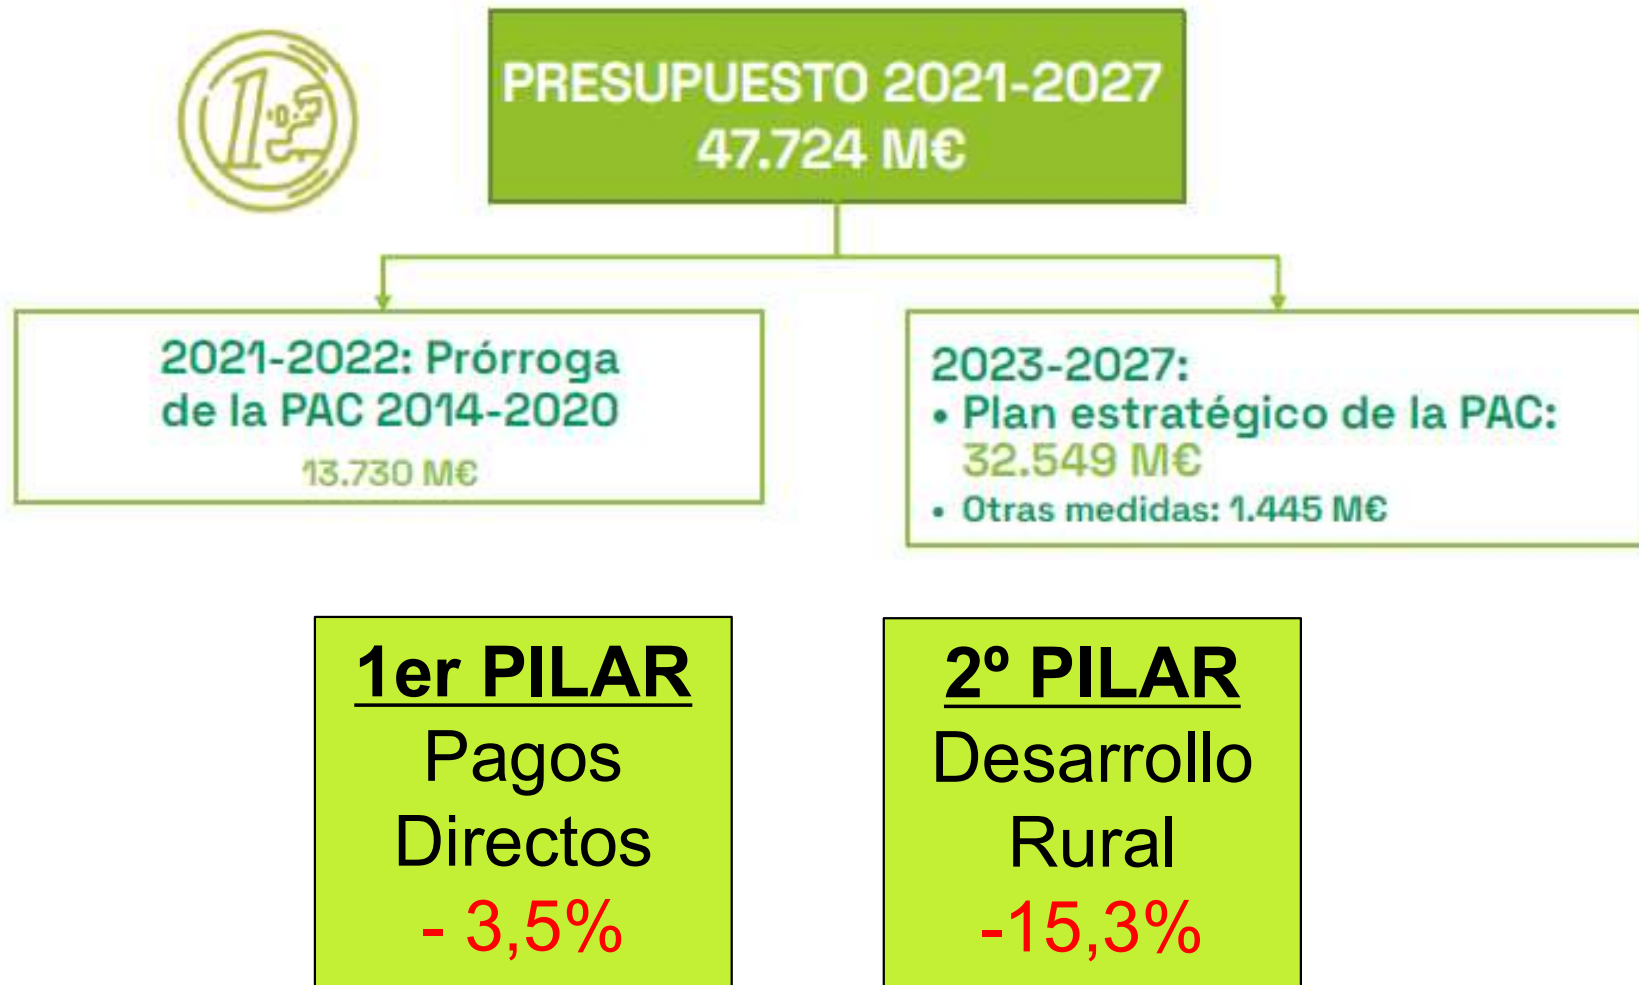 PRESUPUESTO 2021-2027
47.724 M€
2021-2022: Prórroga
de la PAC 2014-2020
13.730 M€
2023-2027:
• Plan estratégico de la PAC:
32.549 M€
• Otras medidas: 1.445 M€
1er PILAR
Pagos
Directos
- 3,5%
2º PILAR
Desarrollo
Rural
-15,3%